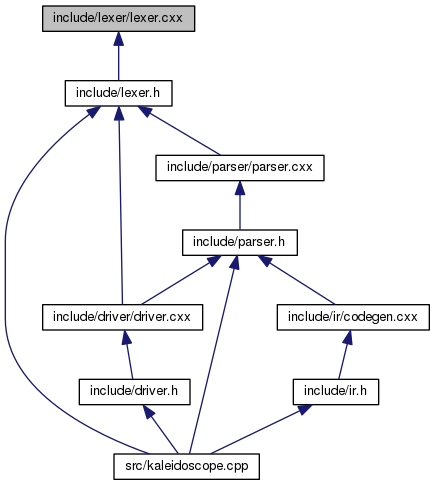 include/lexer/lexer.cxx
include/lexer.h
include/parser/parser.cxx
include/parser.h
include/driver/driver.cxx
include/ir/codegen.cxx
include/driver.h
include/ir.h
src/kaleidoscope.cpp